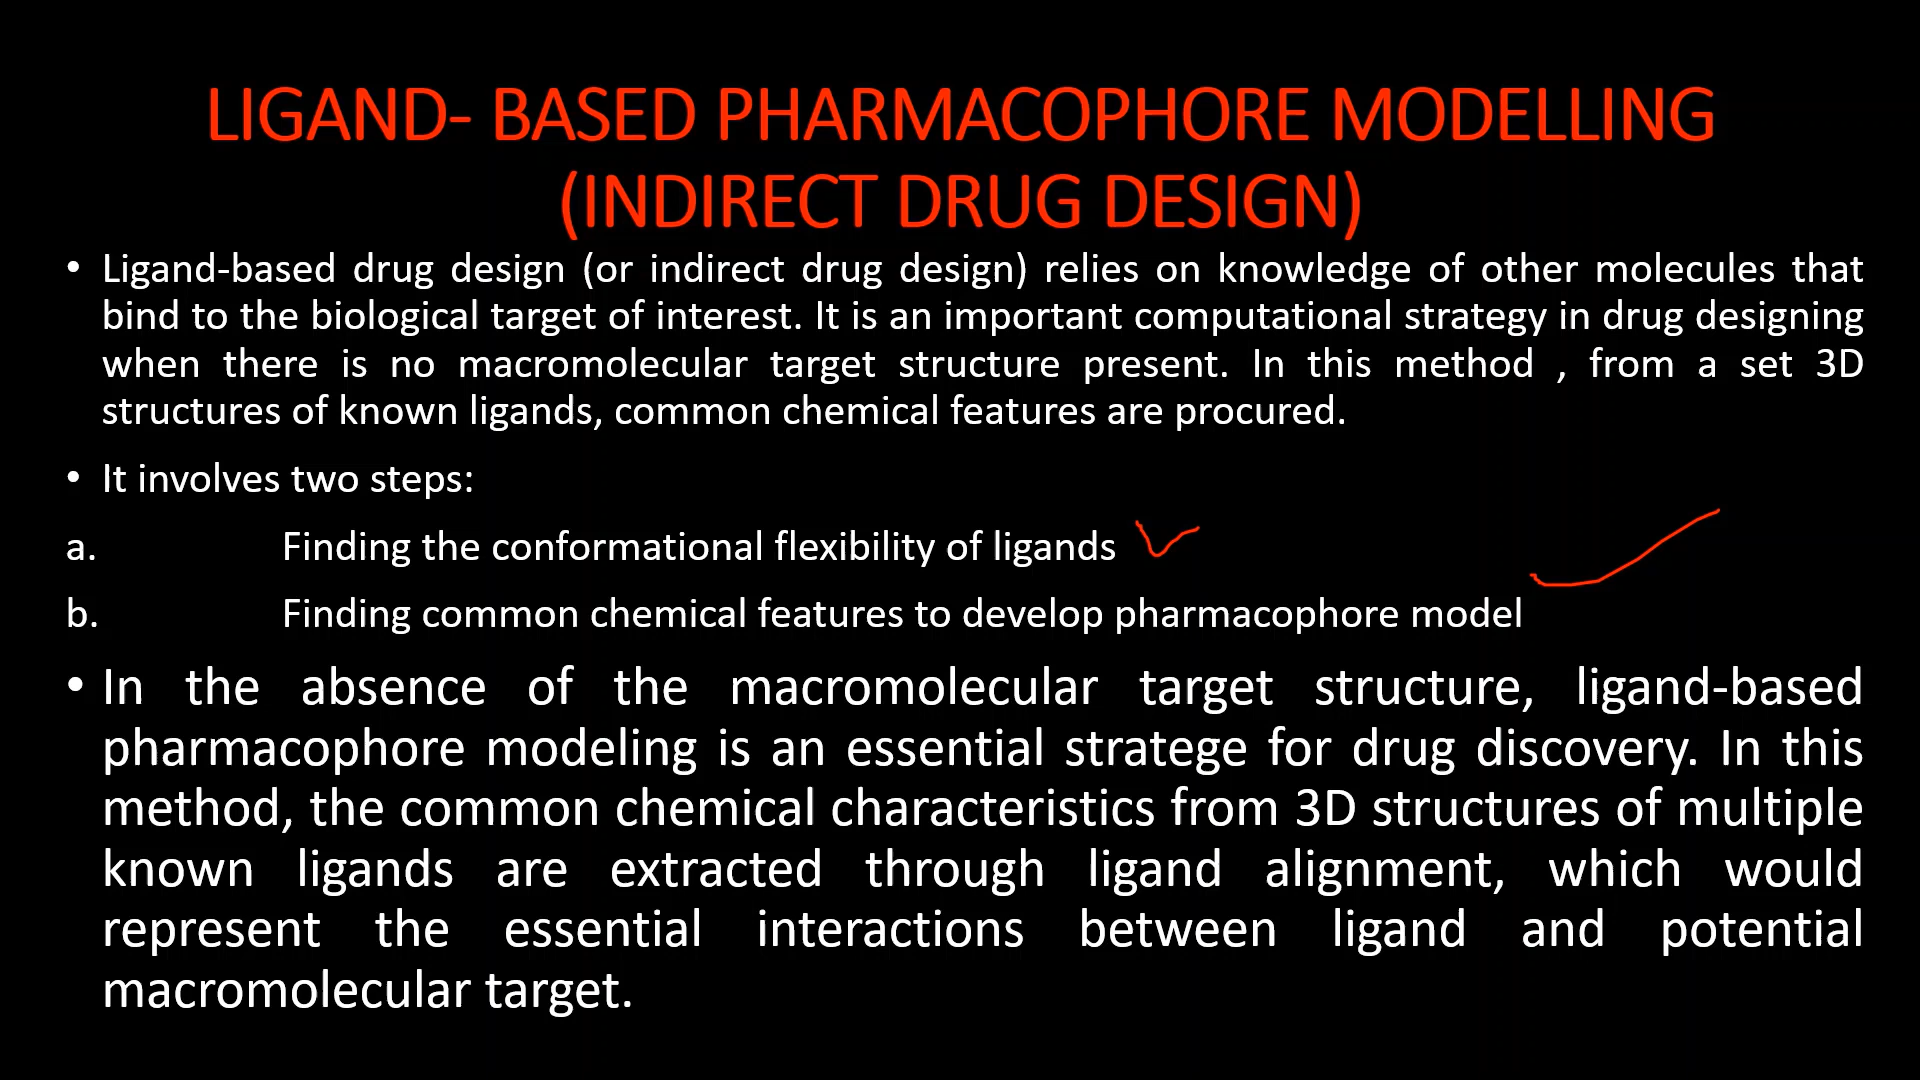 LIGAND- BASED PHARMACOPHORE MODELLING
(INDIRECT DRUG DESIGN)
• Ligand-based drug design (or indirect drug design) relies on knowledge of other molecules that
bind to the biological target of interest. It is an important computational strategy in drug designing
when there is no macromolecular target structure present. In this method , from a set 3D
structures of known ligands, common chemical features are procured.
• It involves two steps:
a. Finding the conformational flexibility of ligands
b. Finding common chemical features to develop pharmacophore model
• In the absence of the macromolecular target structure, ligand-based
pharmacophore modeling is an essential stratege for drug discovery. In this
method, the common chemical characteristics from 3D structures of multiple
known ligands are extracted through ligand alignment, which would
represent the essential interactions between ligand and potential
macromolecular target.